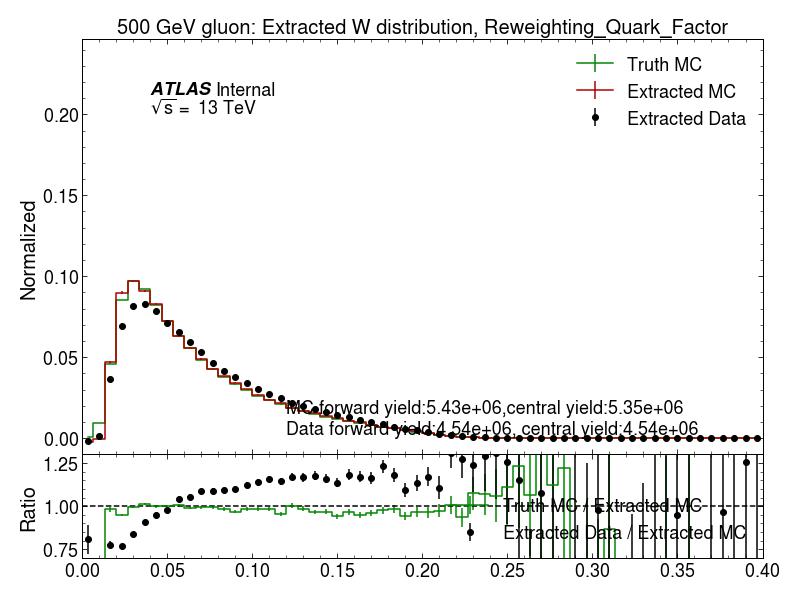 500 GeV gluon: Extracted W distribution, Reweighting_Quark_Factor
ATLAS Internal
√s = 13 TeV
Truth MC
Extracted MC
Extracted Data
Normalized
0.20
0.15
0.10
0.05
0.00
MC forward yield:5.43e+06,central yield:5.35e+06
Data forward yield:4.54e+06, central yield:4.54e+06
Ratio
1.25
1.00
0.75
Truth MC / Extracted MC
Extracted Data / Extracted MC
0.00 0.05 0.10 0.15 0.20 0.25 0.30 0.35 0.40